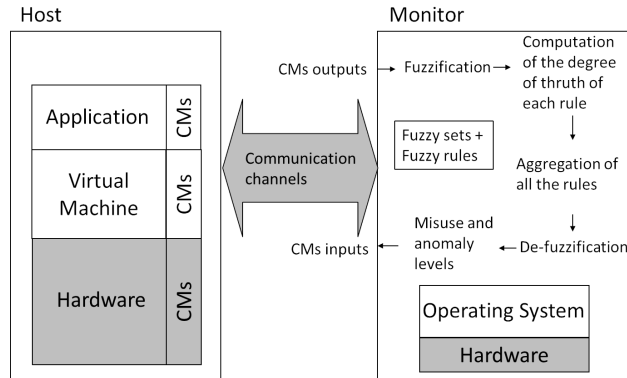 Host
Monitor
Application
CMs
Virtual
Machine
CMs
Hardware
CMs
CMs outputs
Communication
channels
CMs inputs
Fuzzification
Computation
of the degree
of thruth of
each rule
Fuzzy sets +
Fuzzy rules
Aggregation of
all the rules
De-fuzzification
Misuse and
anomaly
levels
Operating System
Hardware